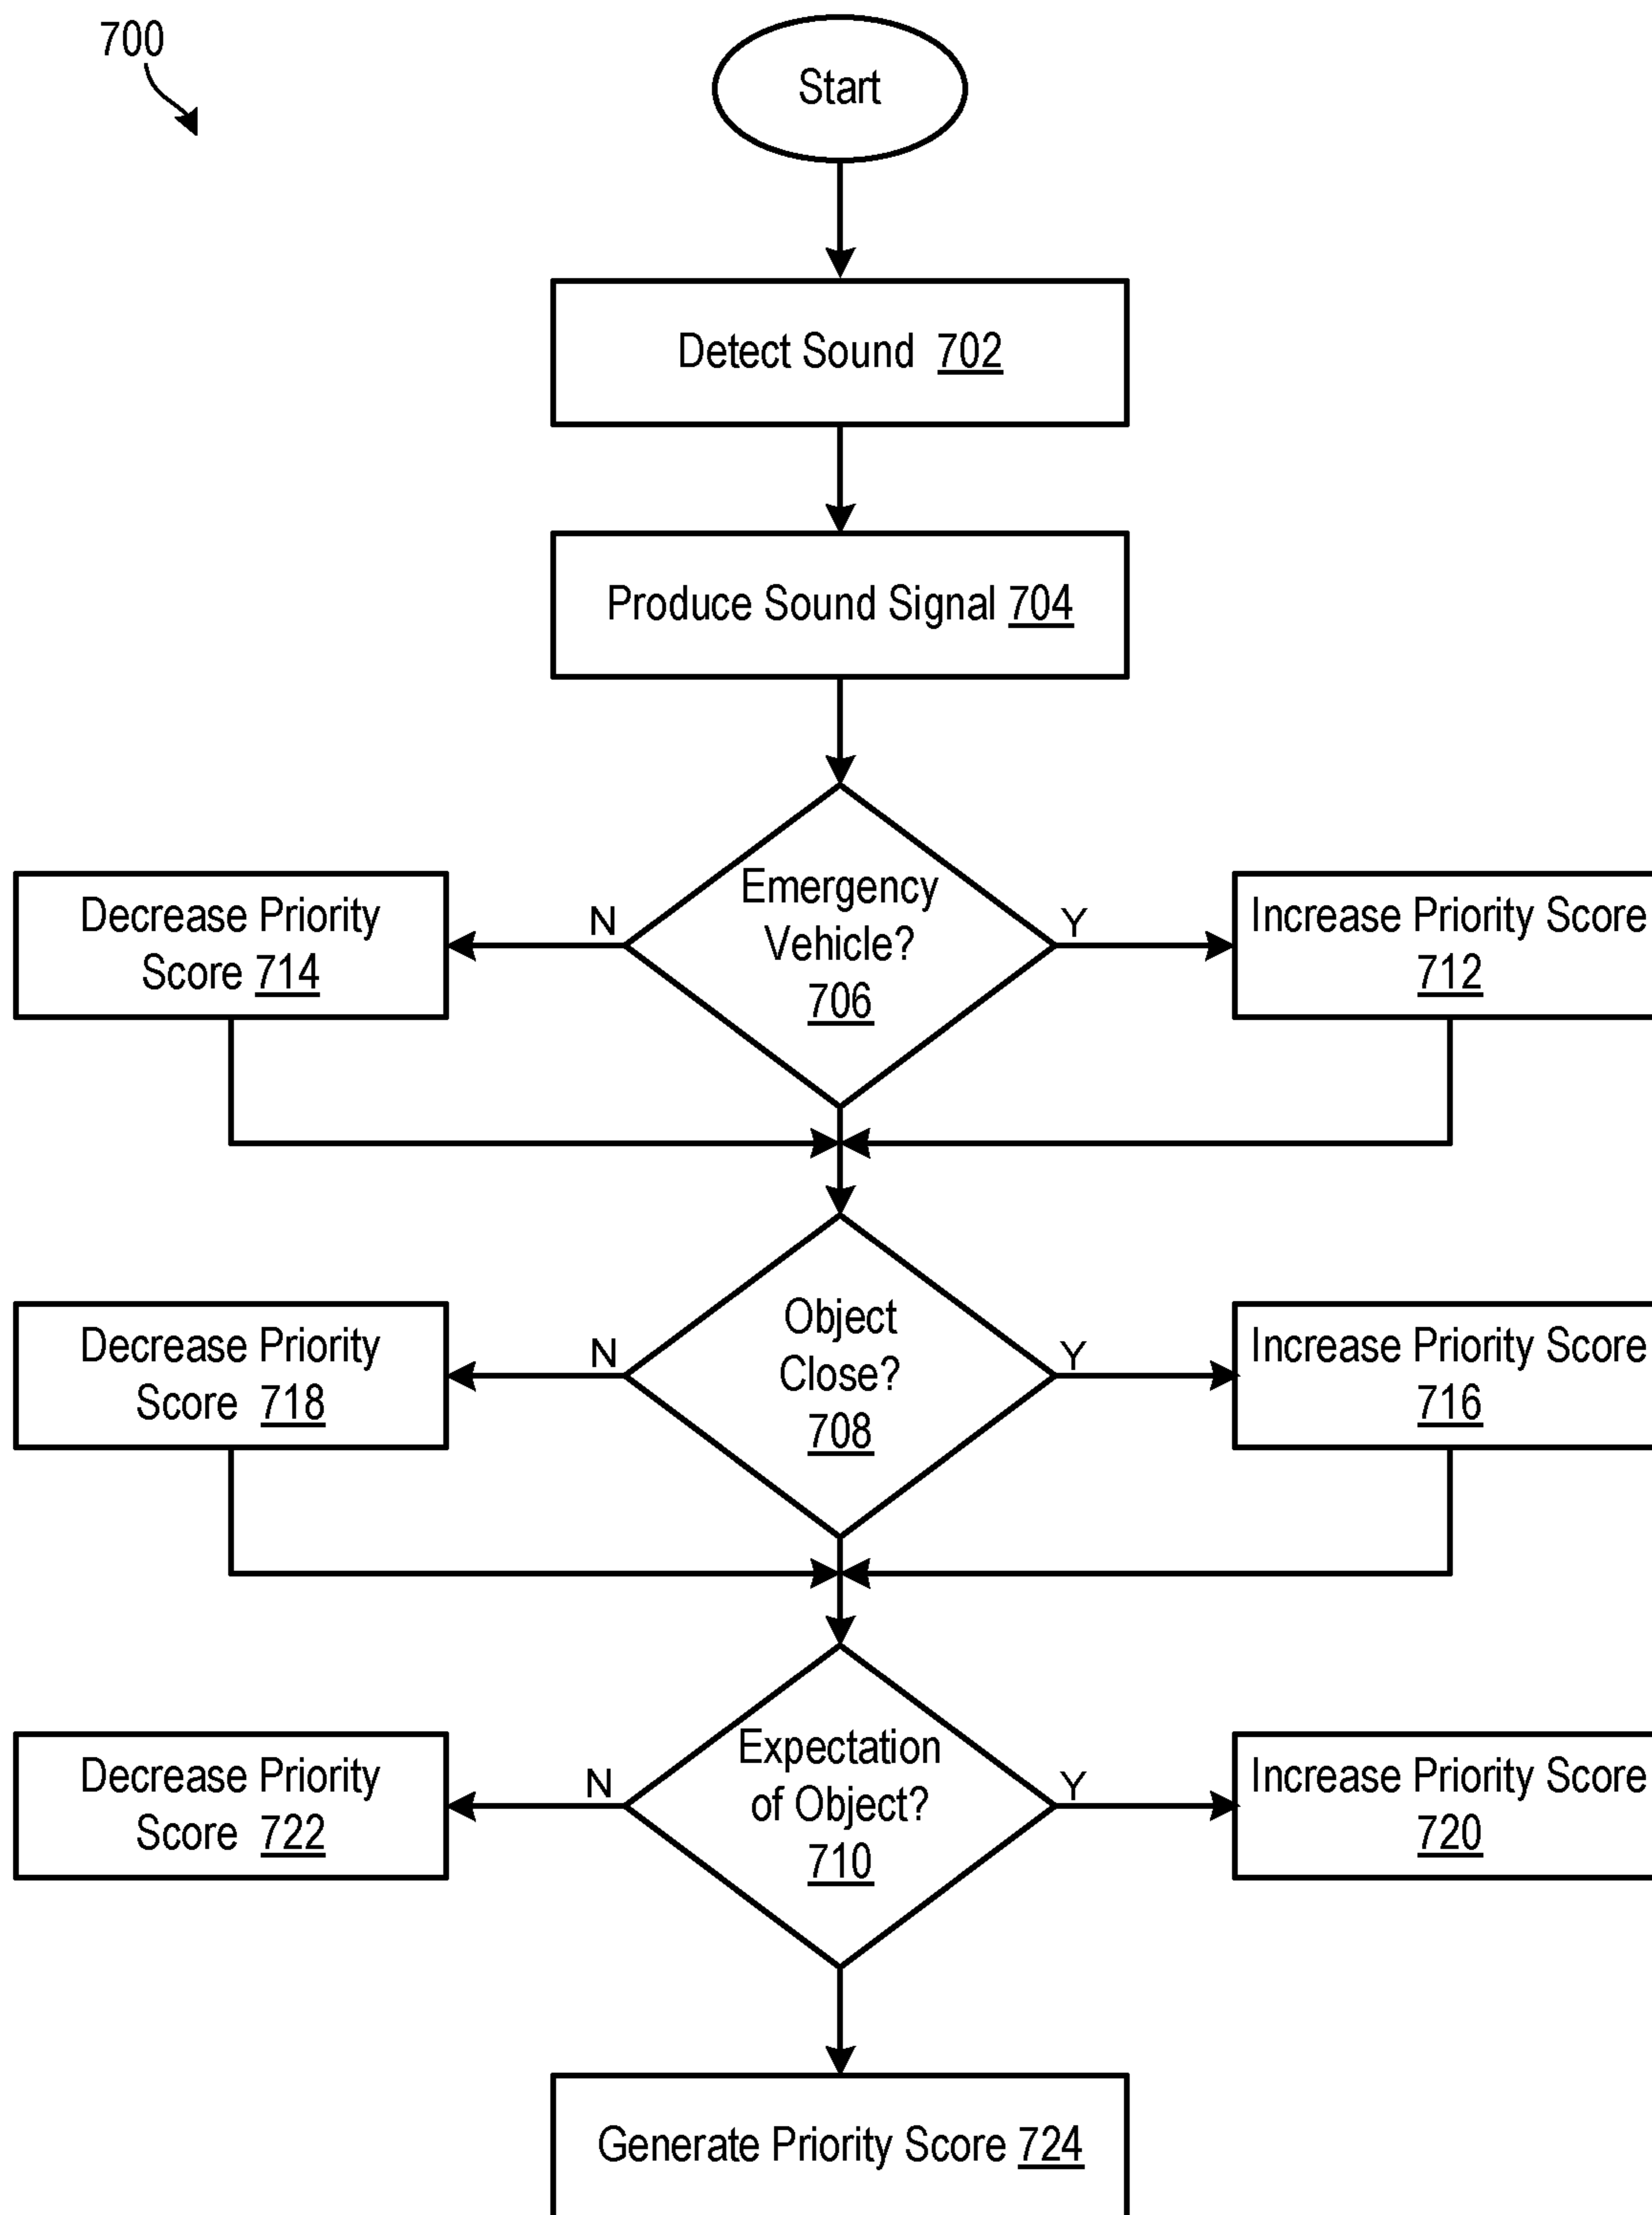 700
Start
Detect Sound 702
Produce Sound Signal 704
Emergency
Vehicle?
706
N
Y
Decrease Priority
Score 714
Increase Priority Score
712
Object
Close?
708
N
Y
Decrease Priority
Score 718
Increase Priority Score
716
Expectation
of Object?
710
N
Y
Decrease Priority
Score 722
Increase Priority Score
720
Generate Priority Score 724